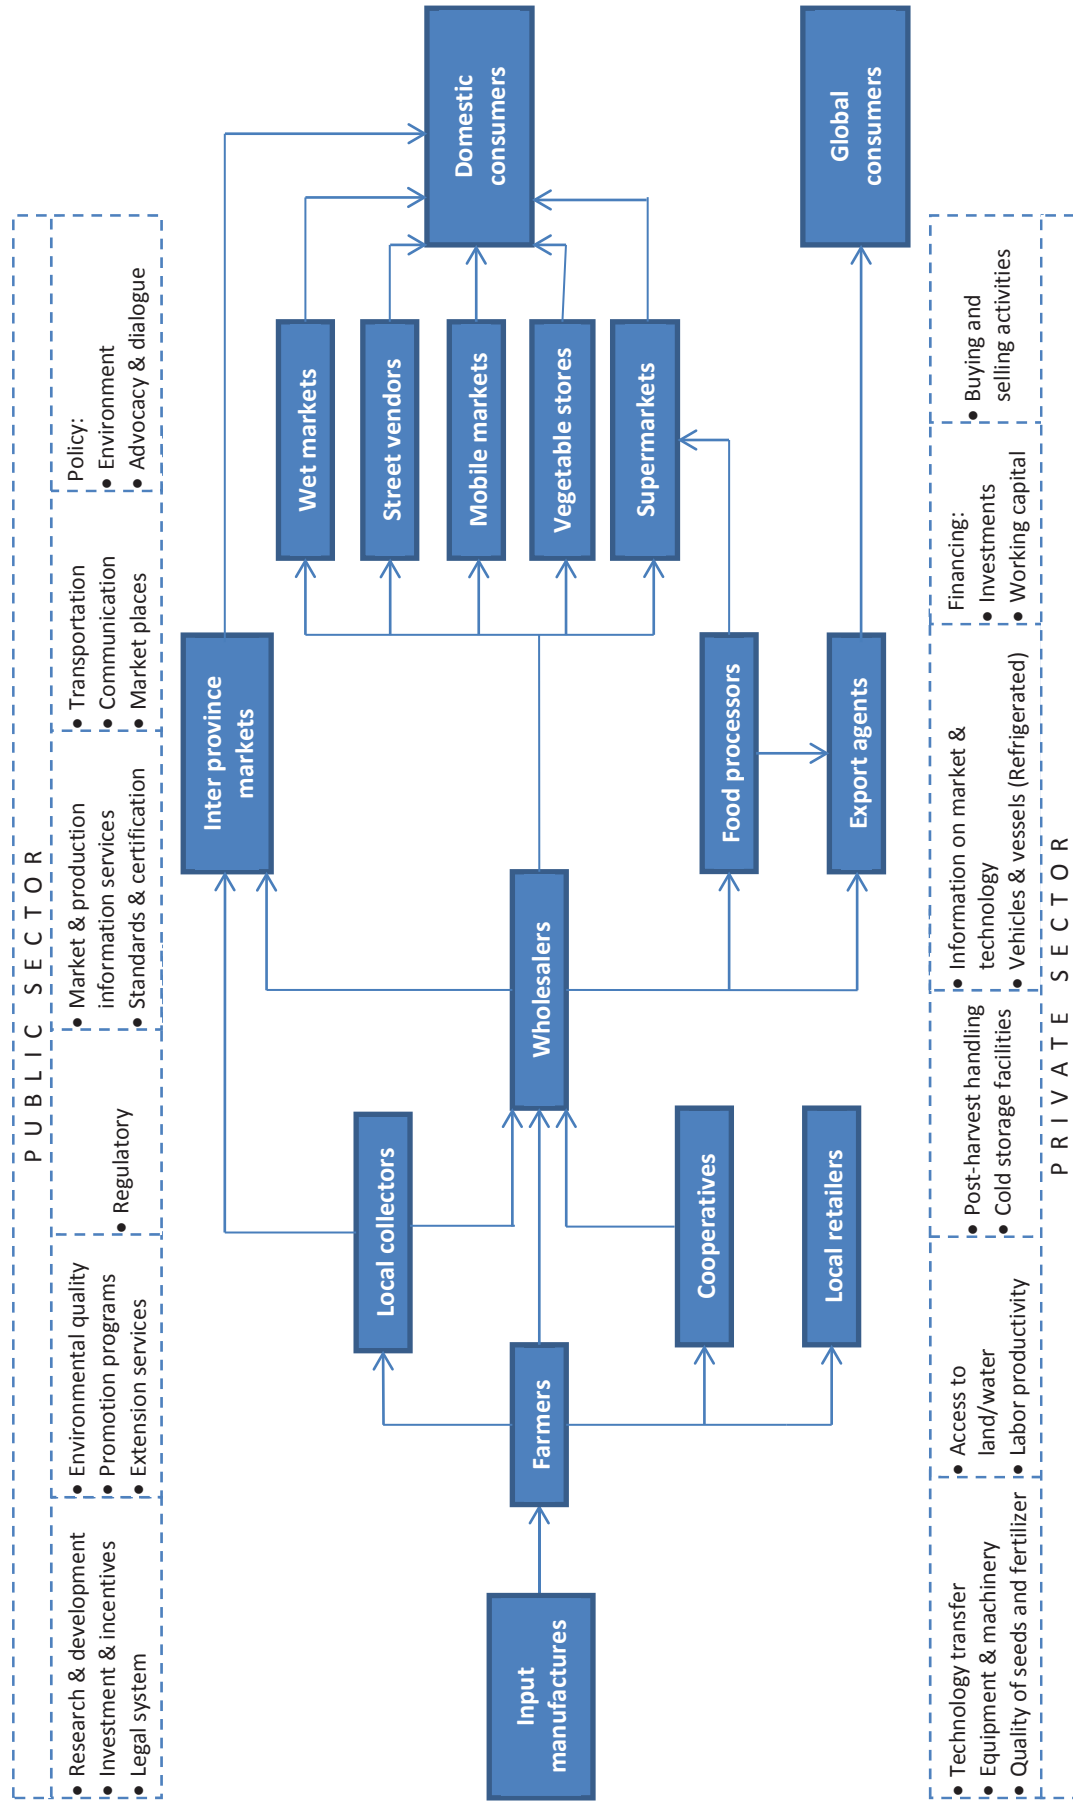 PUBLIC SECTOR
• Research & development
• Investment & incentives
• Legal system
• Environmental quality
• Promotion programs
• Extension services
• Regulatory
• Market & production
information services
• Standards & certification
• Transportation
• Communication
• Market places
Policy:
• Environment
• Advocacy & dialogue
Input
manufactures
Farmers
Local collectors
Cooperatives
Local retailers
Wholesalers
Inter province
markets
Food processors
Export agents
Wet markets
Street vendors
Mobile markets
Vegetable stores
Supermarkets
Domestic
consumers
Global
consumers
• Technology transfer
• Equipment & machinery
• Quality of seeds and fertilizer
• Access to
land/water
• Labor productivity
• Post-harvest handling
• Cold storage facilities
• Information on market &
technology
• Vehicles & vessels (Refrigerated)
Financing:
• Investments
• Working capital
• Buying and
selling activities
PRIVATE SECTOR